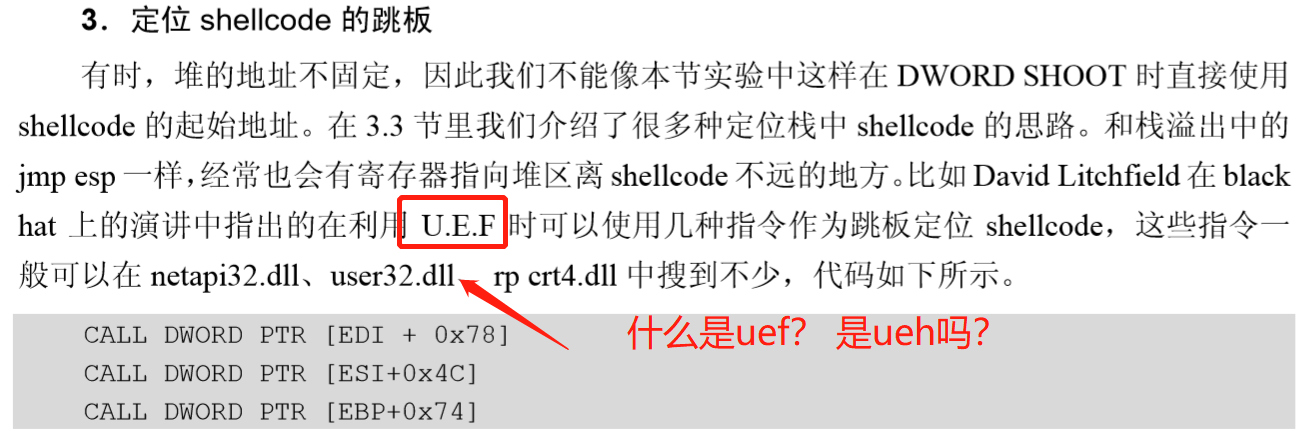 3．定位 shellcode 的跳板
有时，堆的地址不固定，因此我们不能像本节实验中这样在 DWORD SHOOT 时直接使用
shellcode 的起始地址。在 3.3 节里我们介绍了很多种定位栈中 shellcode 的思路。和栈溢出中的
jmp esp 一样，经常也会有寄存器指向堆区离 shellcode 不远的地方。比如 David Litchfield 在 black
hat 上的演讲中指出的在利用 U.E.F 时可以使用几种指令作为跳板定位 shellcode，这些指令一
般可以在 netapi32.dll、user32.dll、rp crt4.dll 中搜到不少，代码如下所示。
CALL DWORD PTR [EDI + 0x78]
什么是uef？ 是ueh吗？
CALL DWORD PTR [ESI+0x4C]
CALL DWORD PTR [EBP+0x74]